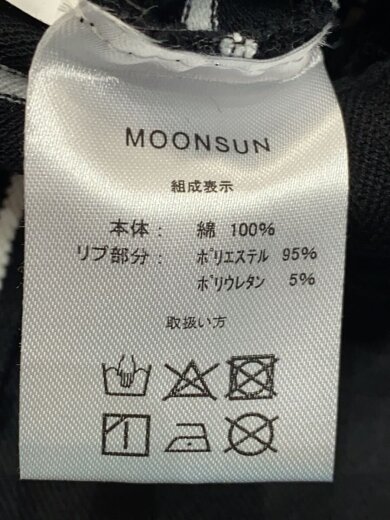 MOONSUN
組成表示
本体： 綿 100%
リブ部分： ポリエステル 95%
ポリウレタン 5%
取扱い方